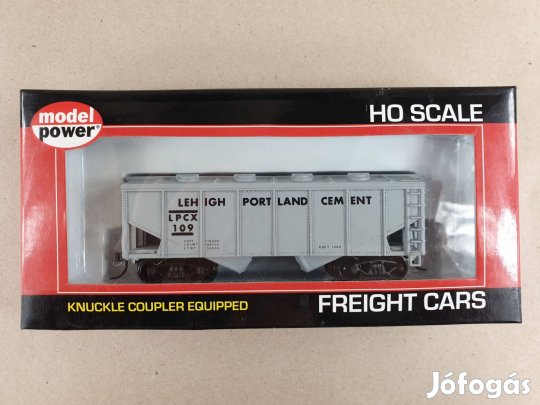 model
power®
HO SCALE
LEHIGH PORTLAND CEMENT
LPCX
109
KNUCKLE COUPLER EQUIPPED
FREIGHT CARS
Jófogás